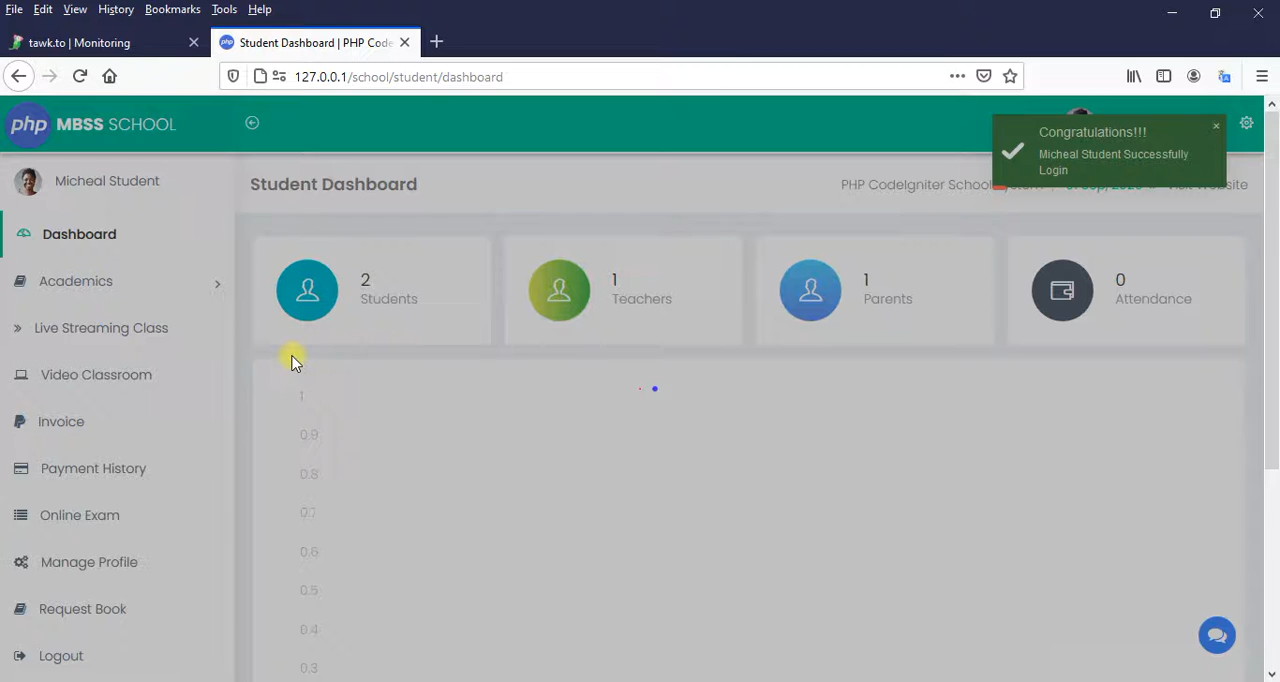 File Edit View History Bookmarks Tools Help
tawk.to | Monitoring
Student Dashboard | PHP Code
127.0.0.1/school/student/dashboard
php MBSS SCHOOL
Congratulations!!!
Micheal Student Successfully
Login
Micheal Student
Student Dashboard
PHP CodeIgniter School
Dashboard
Academics
Live Streaming Class
Video Classroom
Invoice
Payment History
Online Exam
Manage Profile
Request Book
Logout
2
Students
1
Teachers
1
Parents
0
Attendance
1
0.9
0.8
0.7
0.6
0.5
0.4
0.3